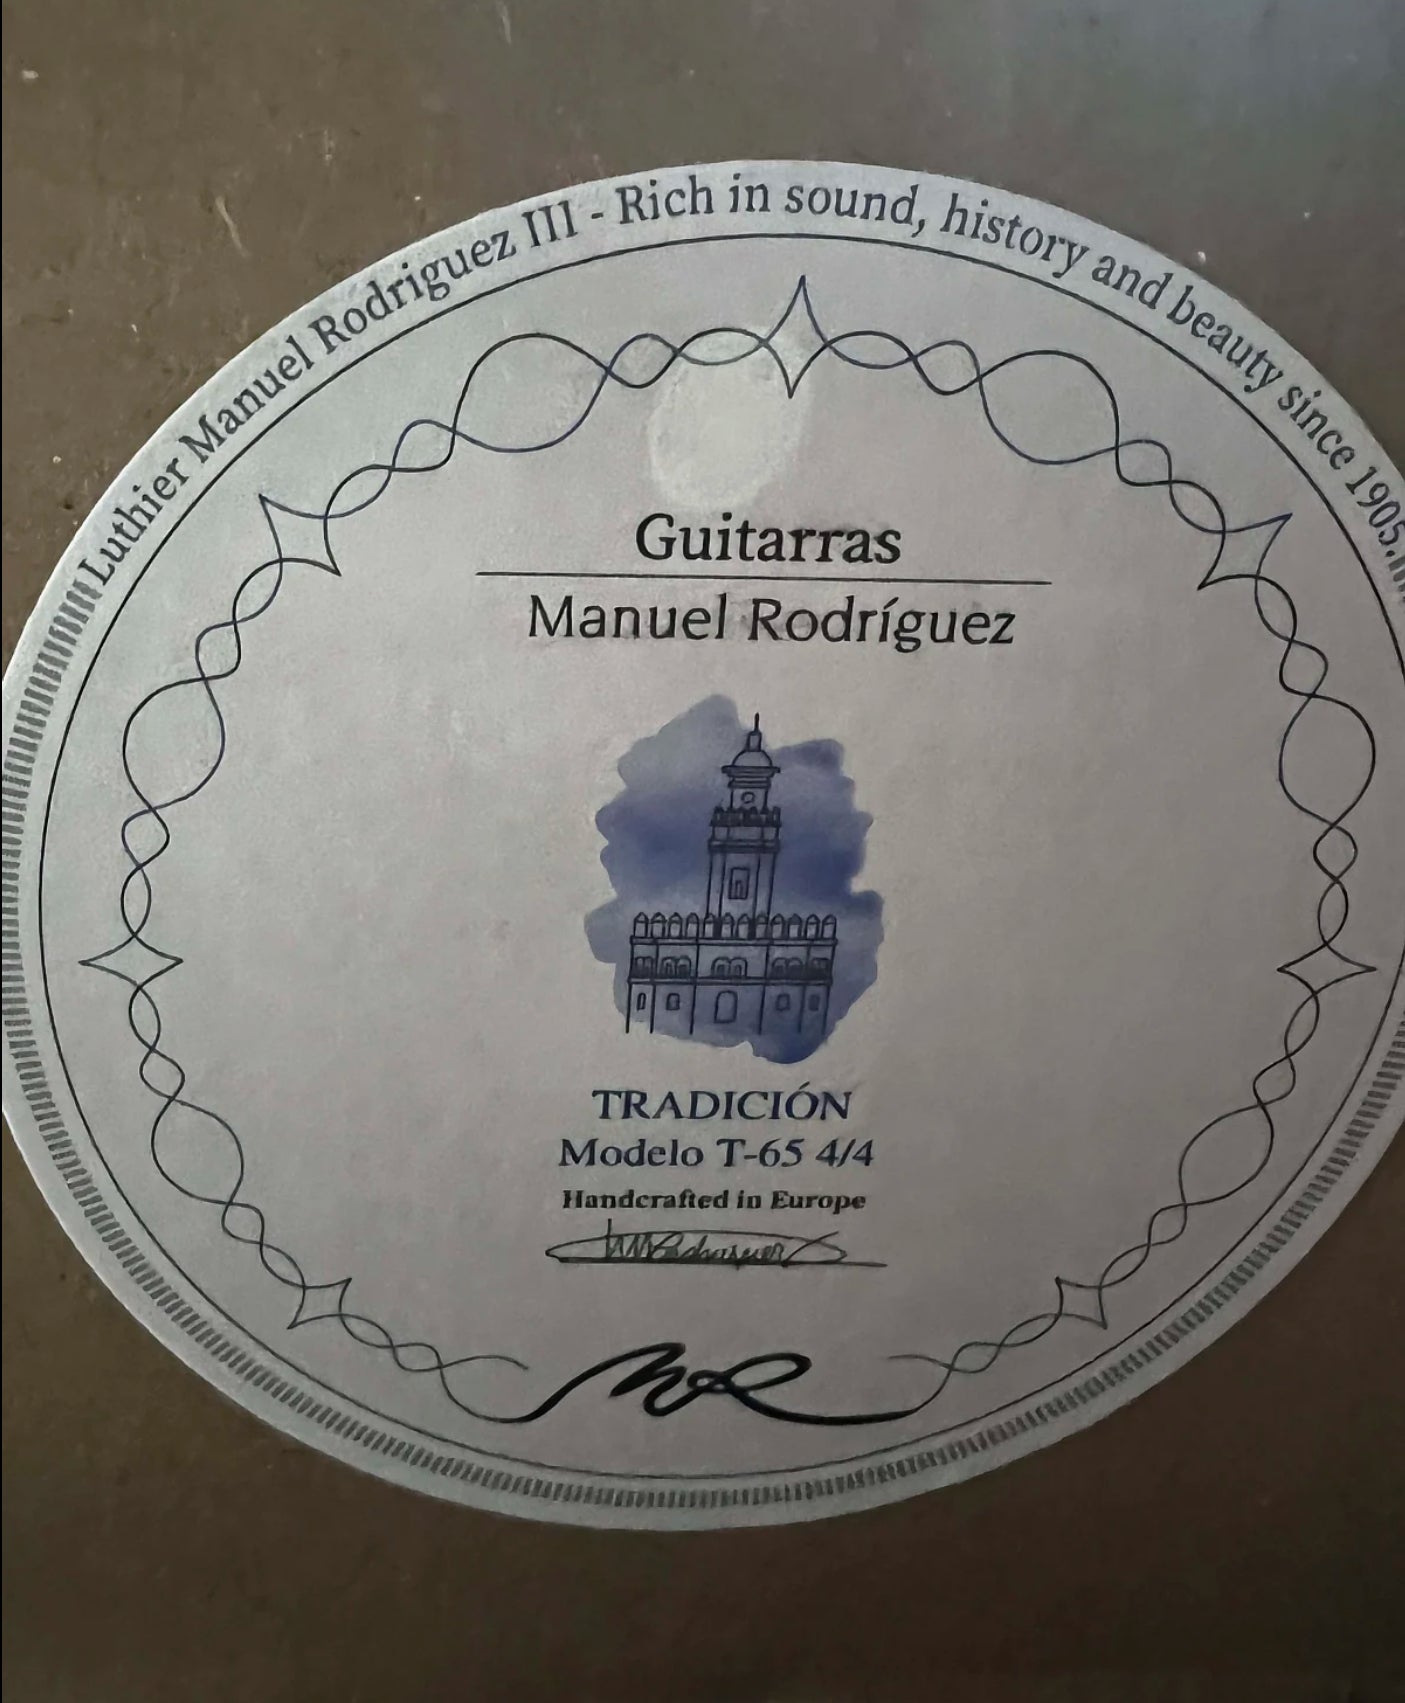 Luthier Manuel Rodriguez III - Rich in sound, history and beauty since 1905.
Guitarras
Manuel Rodríguez
TRADICIÓN
Modelo T-65 4/4
Handcrafted in Europe
MR